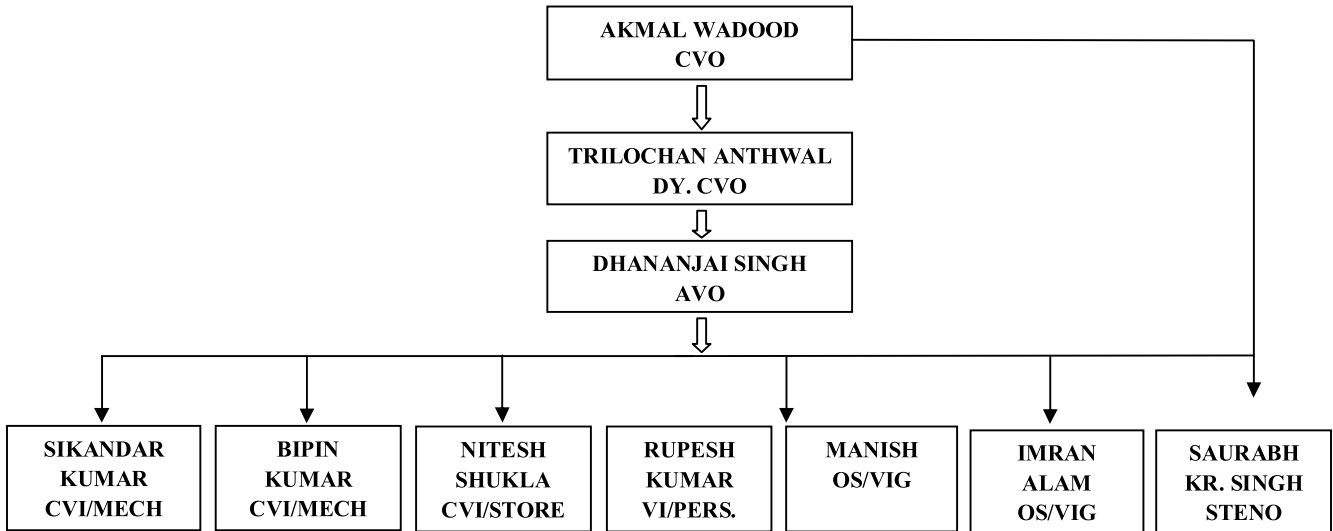 AKMAL WADOOD
CVO
TRILOCHAN ANTHWAL
DY. CVO
DHANANJAI SINGH
AVO
SIKANDAR
KUMAR
CVI/MECH
BIPIN
KUMAR
CVI/MECH
NITESH
SHUKLA
CVI/STORE
RUPESH
KUMAR
VI/PERS.
MANISH
OS/VIG
IMRAN
ALAM
OS/VIG
SAURABH
KR. SINGH
STENO